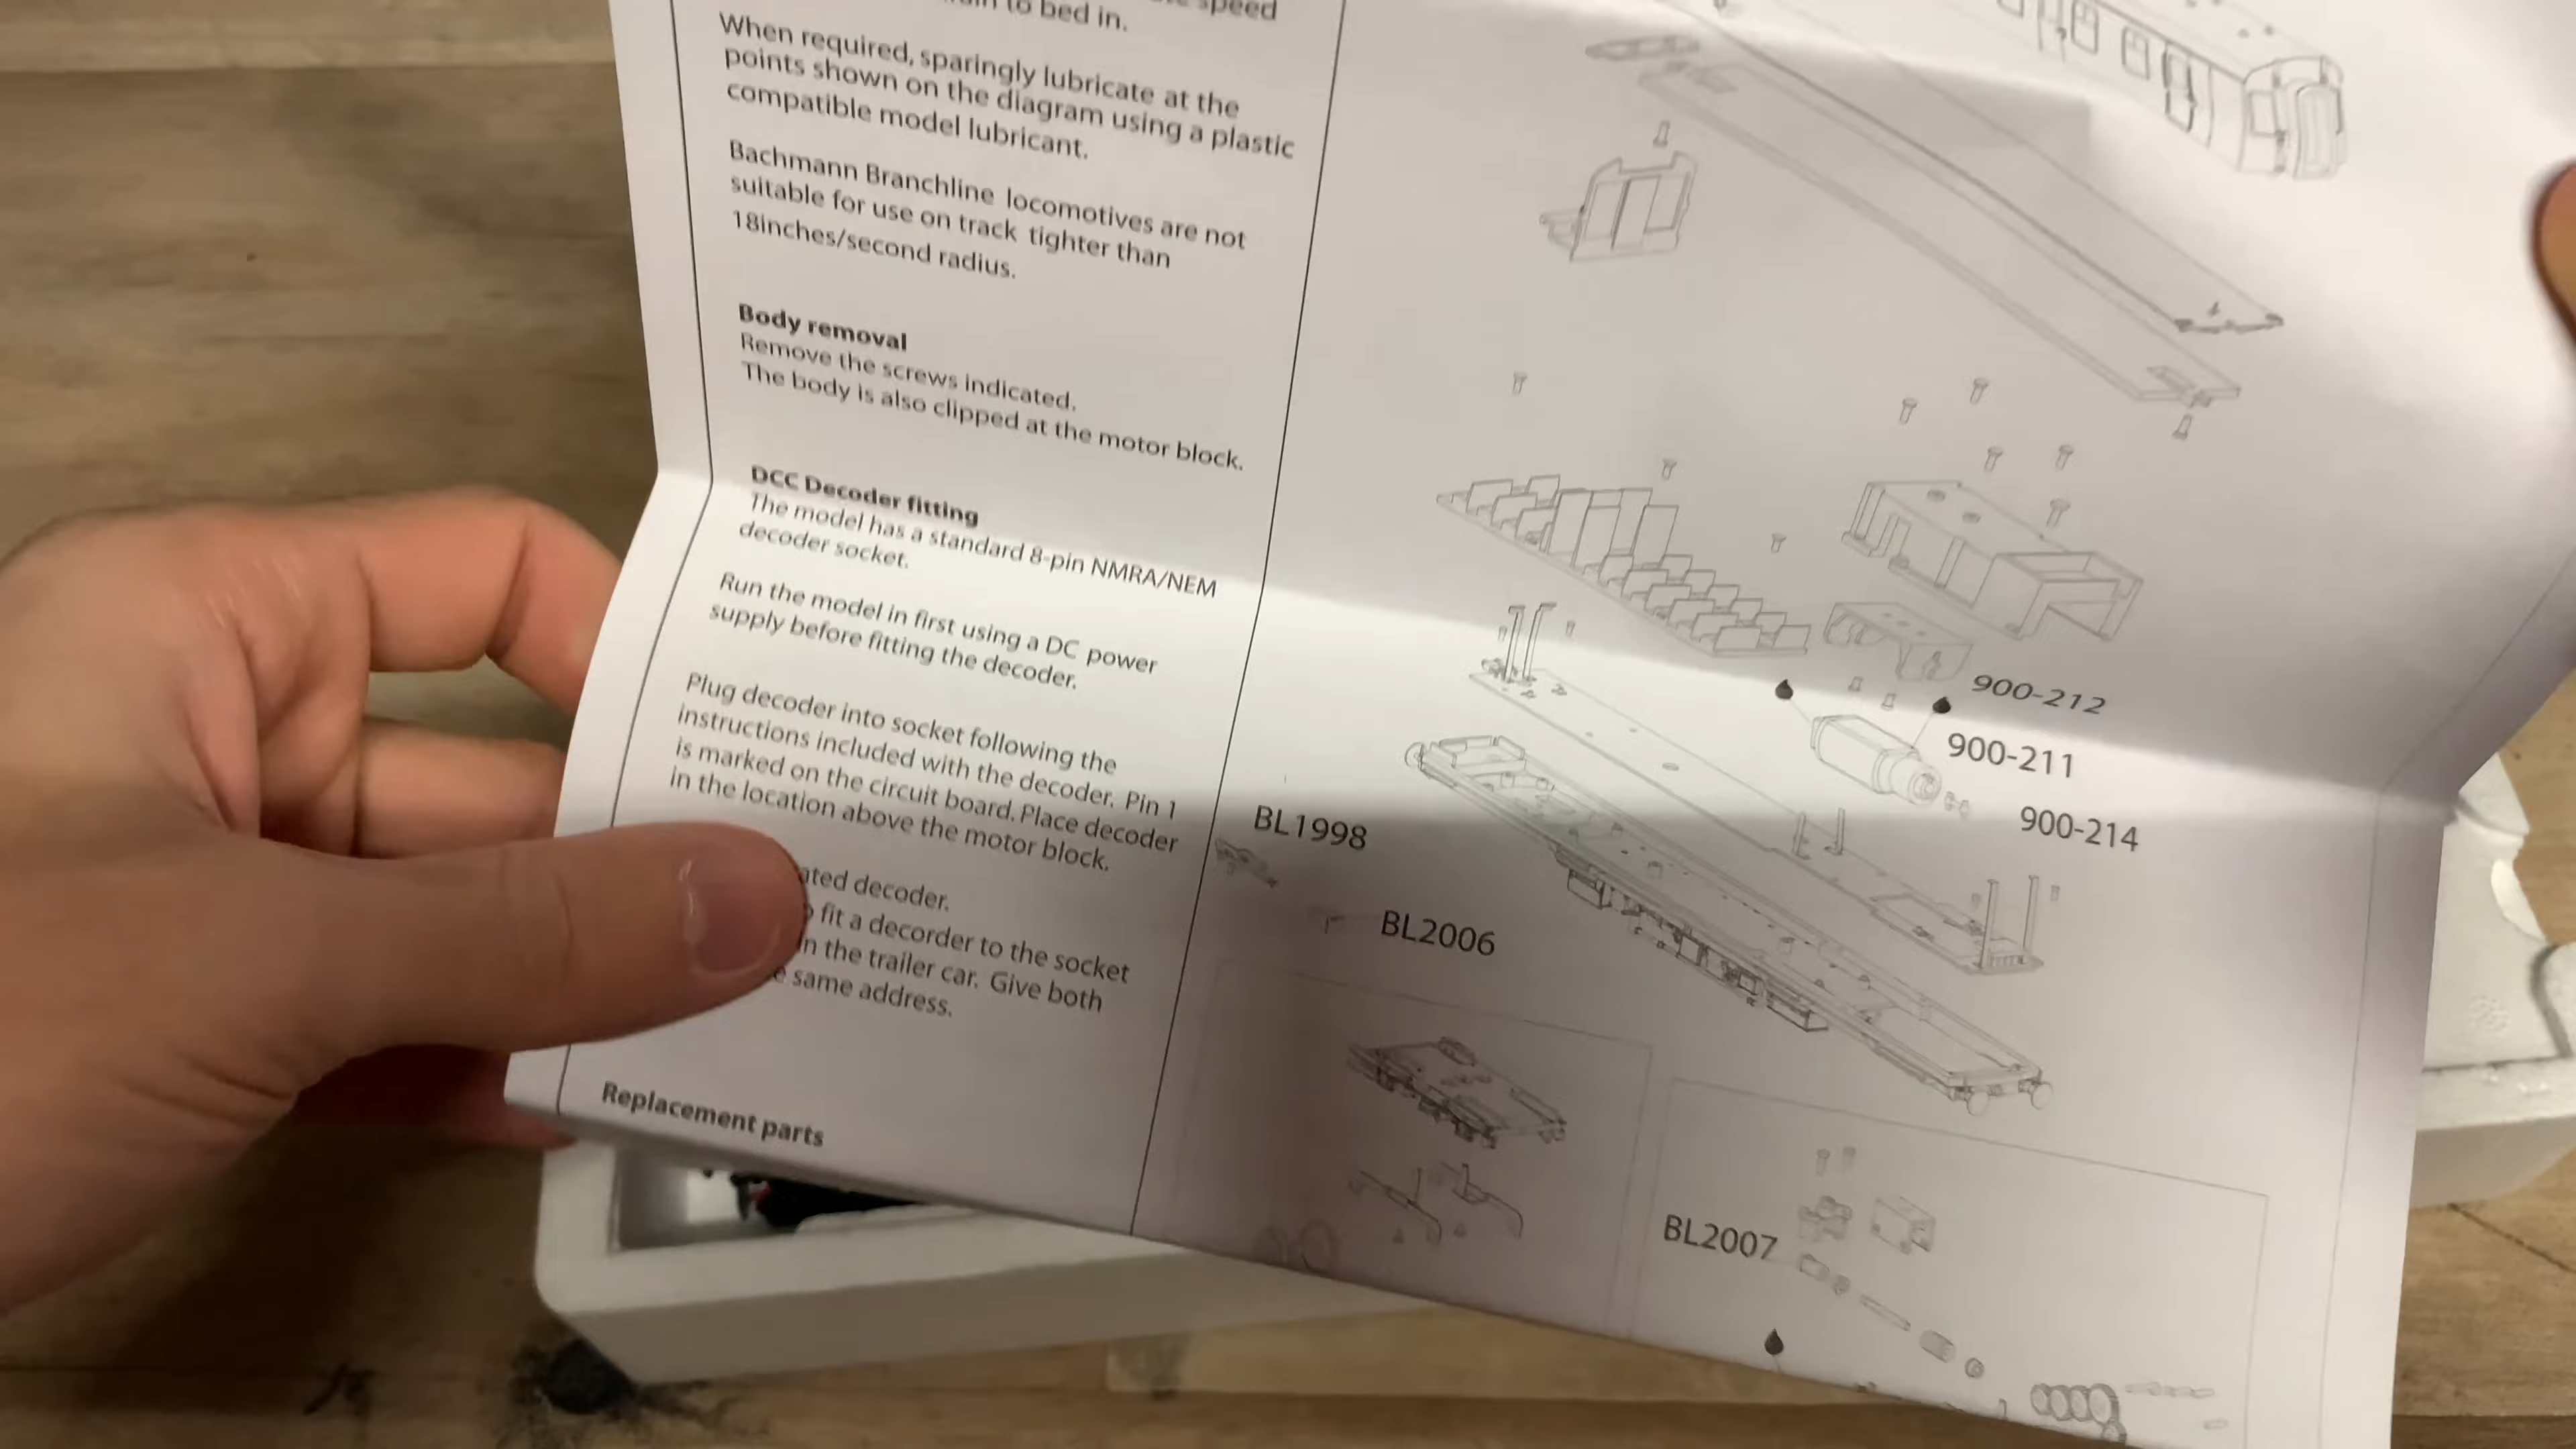 speed
to bed in.
When required, sparingly lubricate at the
points shown on the diagram using a plastic
compatible model lubricant.
Bachmann Branchline locomotives are not
suitable for use on track tighter than
18inches/second radius.
Body removal
Remove the screws indicated.
The body is also clipped at the motor block.
DCC Decoder fitting
The model has a standard 8-pin NMRA/NEM
decoder socket.
Run the model in first using a DC power
supply before fitting the decoder.
Plug decoder into socket following the
instructions included with the decoder. Pin 1
is marked on the circuit board. Place decoder
in the location above the motor block.
decoder.
fit a decorder to the socket
in the trailer car. Give both
same address.
Replacement parts
900-212
900-211
900-214
BL1998
BL2006
BL2007